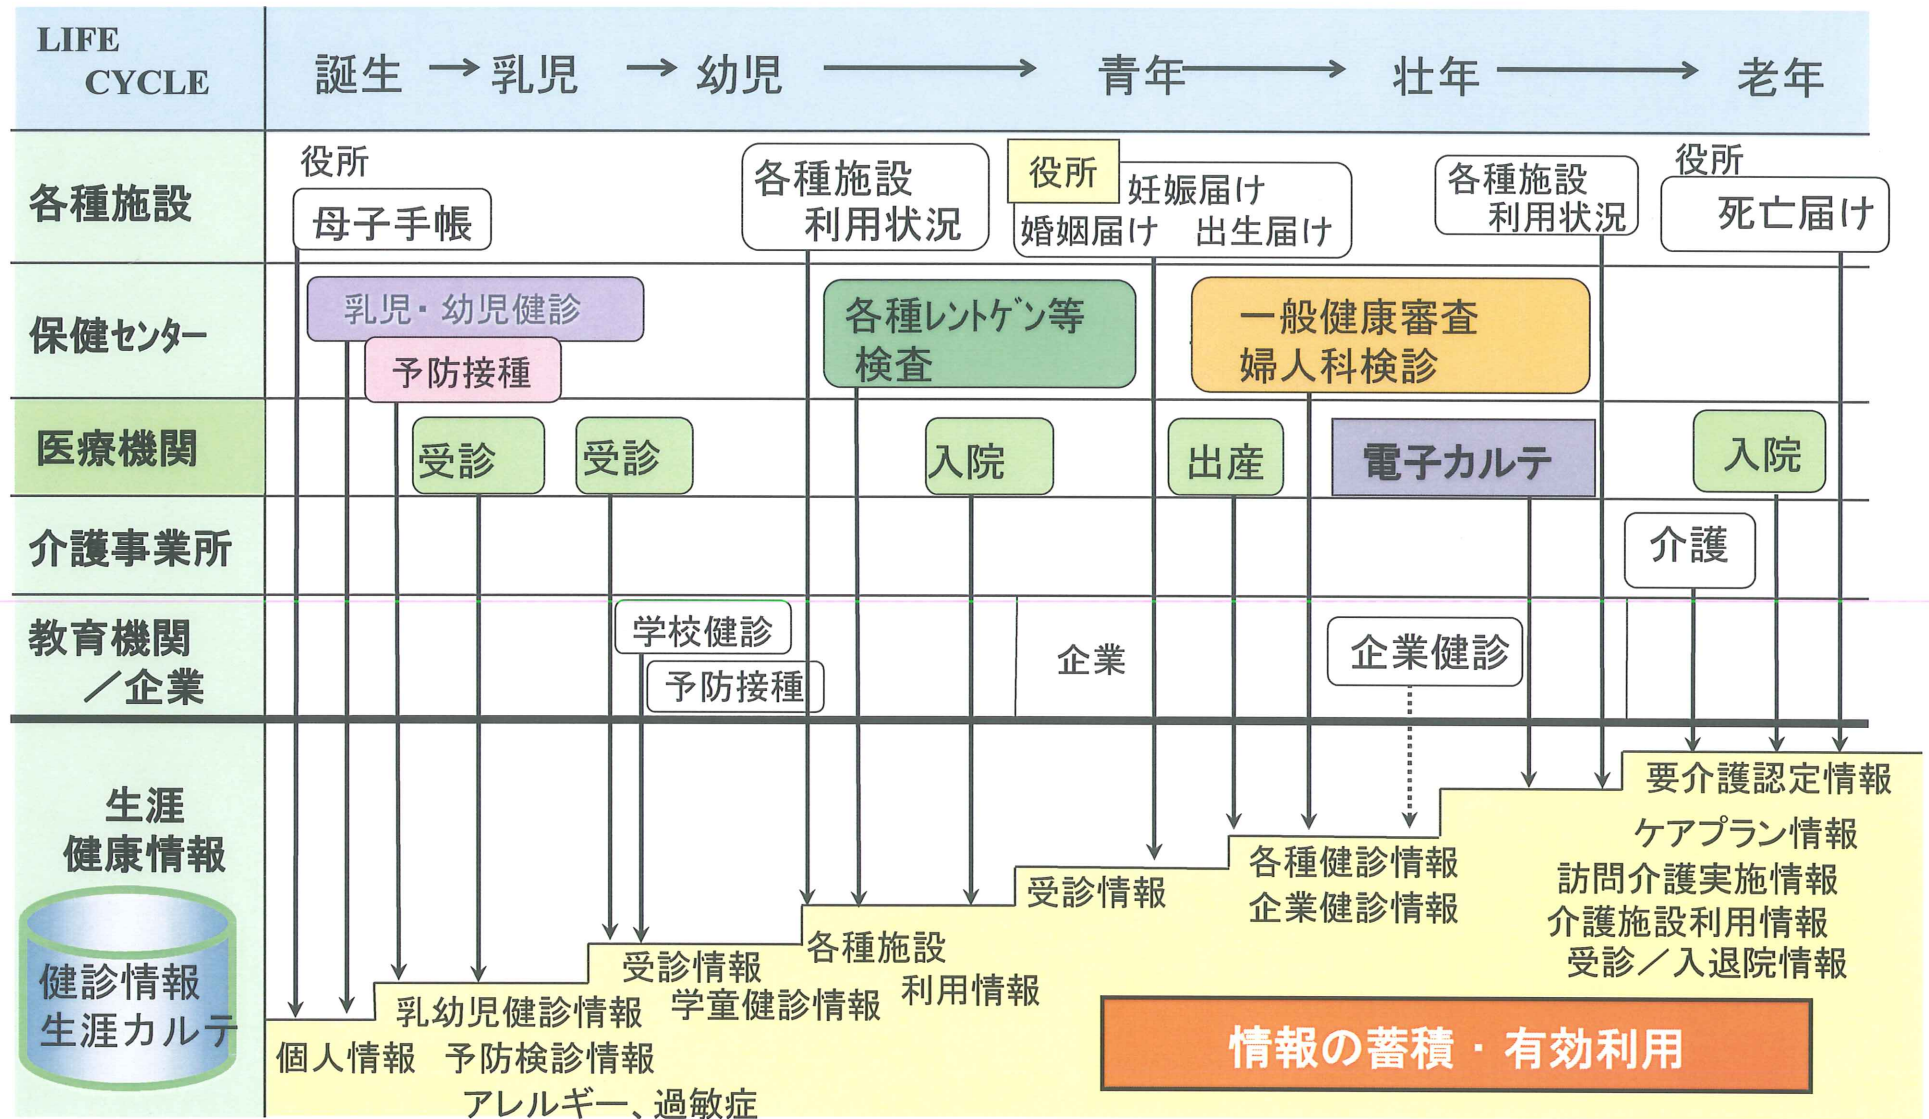 LIFE
CYCLE
誕生 → 乳児 → 幼児 → 青年 → 壮年 → 老年
各種施設
役所
母子手帳
各種施設
利用状況
役所
妊娠届け
婚姻届け 出生届け
各種施設
利用状況
役所
死亡届け
保健センター
乳児・幼児健診
予防接種
各種ﾚﾝﾄｹﾞﾝ等
検査
一般健康審査
婦人科検診
医療機関
受診
受診
入院
出産
電子カルテ
入院
介護事業所
介護
教育機関
／企業
学校健診
予防接種
企業
企業健診
生涯
健康情報
健診情報
生涯カルテ
個人情報
乳幼児健診情報
予防検診情報
アレルギー、過敏症
受診情報
学童健診情報
各種施設
利用情報
受診情報
各種健診情報
企業健診情報
要介護認定情報
ケアプラン情報
訪問介護実施情報
介護施設利用情報
受診／入退院情報
情報の蓄積・有効利用